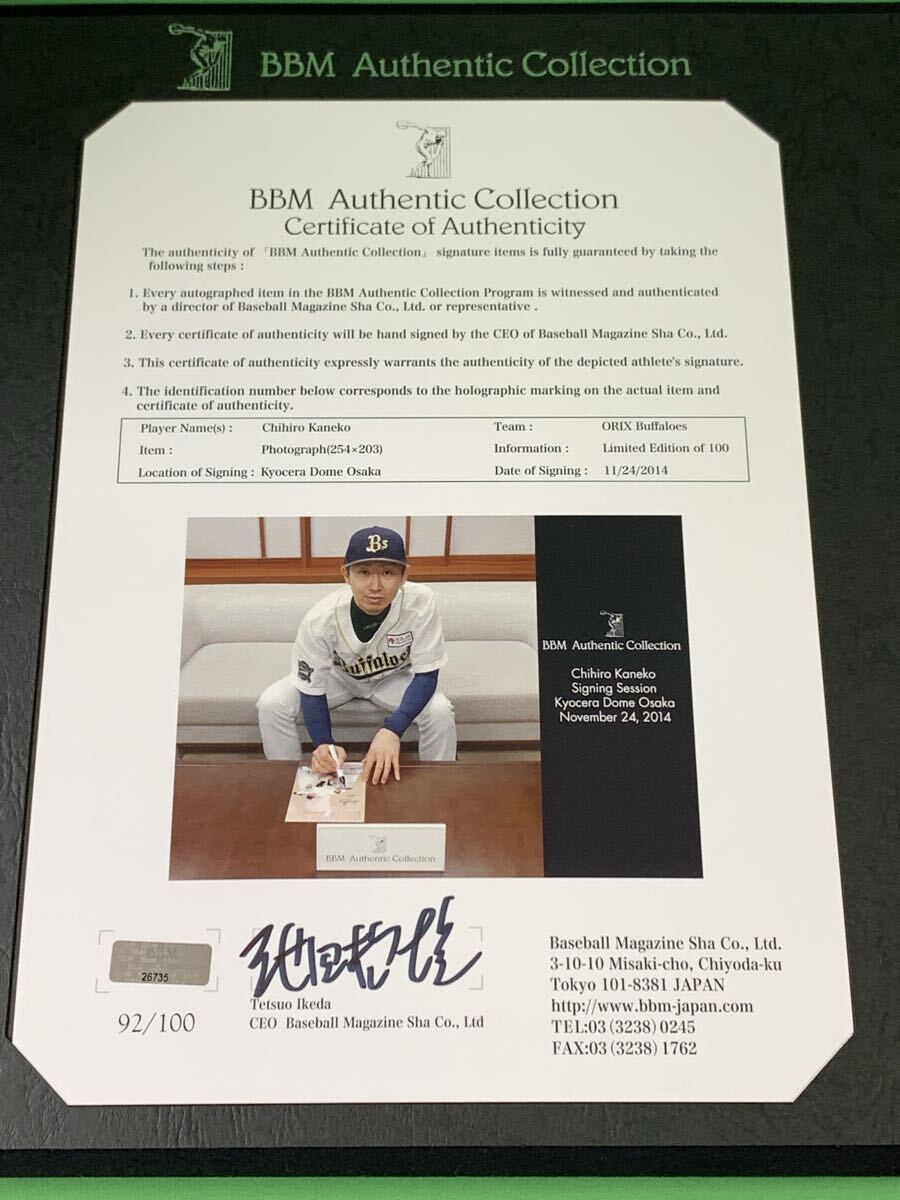 BBM Authentic Collection
BBM Authentic Collection
Certificate of Authenticity
The authenticity of 「BBM Authentic Collection」 signature items is fully guaranteed by taking the
following steps :
1. Every autographed item in the BBM Authentic Collection Program is witnessed and authenticated
by a director of Baseball Magazine Sha Co., Ltd. or representative .
2. Every certificate of authenticity will be hand signed by the CEO of Baseball Magazine Sha Co., Ltd.
3. This certificate of authenticity expressly warrants the authenticity of the depicted athlete's signature.
4. The identification number below corresponds to the holographic marking on the actual item and
certificate of authenticity.
Player Name(s) : Chihiro Kaneko Team : ORIX Buffaloes
Item : Photograph(254×203) Information : Limited Edition of 100
Location of Signing : Kyocera Dome Osaka Date of Signing : 11/24/2014
Bs
Buffaloes
BBM Authentic Collection
Chihiro Kaneko
Signing Session
Kyocera Dome Osaka
November 24, 2014
BBM Authentic Collection
BBM
26735
92/100
池田哲雄
Tetsuo Ikeda
CEO Baseball Magazine Sha Co., Ltd
Baseball Magazine Sha Co., Ltd.
3-10-10 Misaki-cho, Chiyoda-ku
Tokyo 101-8381 JAPAN
http://www.bbm-japan.com
TEL:03(3238)0245
FAX:03(3238)1762